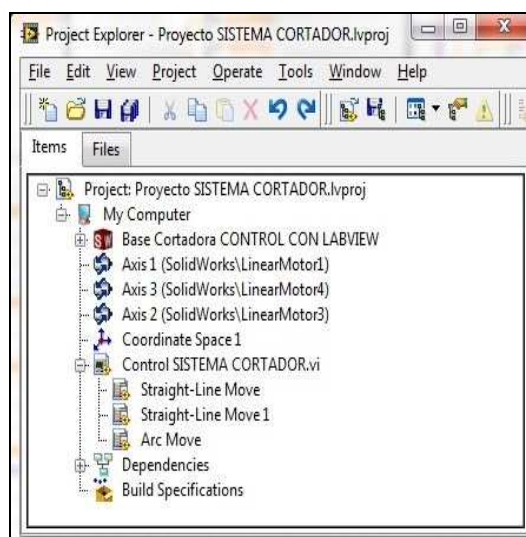 Project Explorer - Proyecto SISTEMA CORTADOR.lvproj
File Edit View Project Operate Tools Window Help
Items Files
Project: Proyecto SISTEMA CORTADOR.lvproj
My Computer
Base Cortadora CONTROL CON LABVIEW
Axis 1 (SolidWorks\LinearMotor1)
Axis 3 (SolidWorks\LinearMotor4)
Axis 2 (SolidWorks\LinearMotor3)
Coordinate Space 1
Control SISTEMA CORTADOR.vi
Straight-Line Move
Straight-Line Move 1
Arc Move
Dependencies
Build Specifications